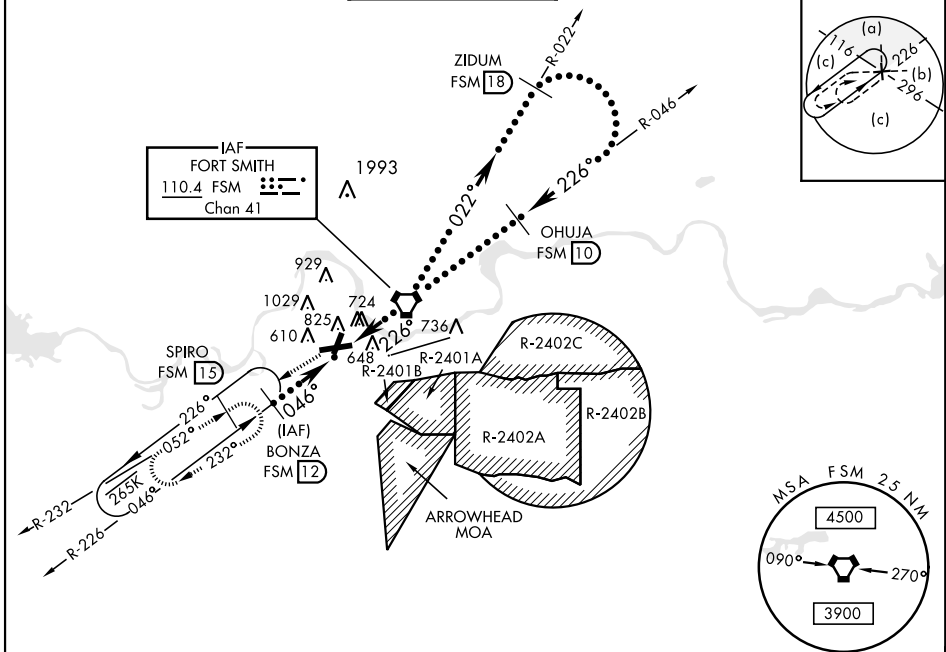 ZIDUM
FSM 18
R-022
R-046
(a)
116
226
(c)
(b)
296
(c)
IAF
FORT SMITH
110.4 FSM
Chan 41
1993
022°
226°
OHUJA
FSM 10
929
1029
724
825
610
736
226°
648
SPIRO
FSM 15
R-2401B
R-2401A
R-2402C
R-2402B
R-2402A
226°
052°
046°
(IAF)
BONZA
FSM 12
232°
265K
046°
R-232
R-226
ARROWHEAD
MOA
MSA FSM 25 NM
4500
090°
270°
3900